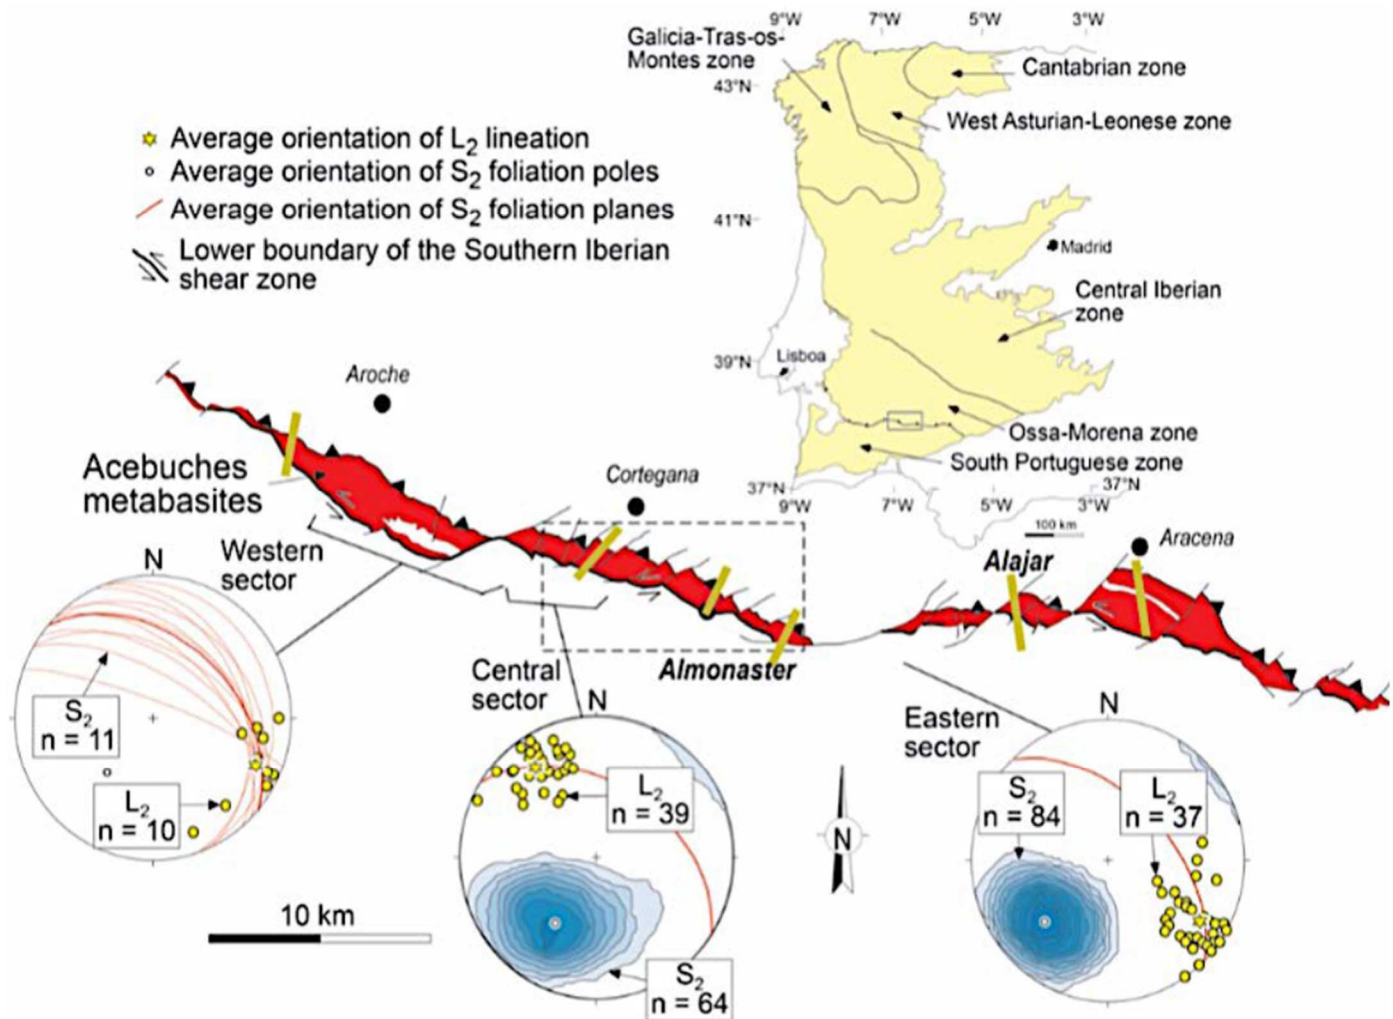 9°W 7°W 5°W 3°W
Galicia-Tras-os-
Montes zone
Cantabrian zone
43°N
West Asturian-Leonese zone
Average orientation of L2 lineation
Average orientation of S2 foliation poles
Average orientation of S2 foliation planes
Lower boundary of the Southern Iberian
shear zone
41°N
Madrid
Central Iberian
zone
39°N
Lisboa
Ossa-Morena zone
South Portuguese zone
37°N
37°N
9°W 7°W 5°W 3°W
100 km
Aroche
Acebuches
metabasites
Cortegana
Alajar
Aracena
Western
sector
Almonaster
Central
sector
Eastern
sector
N
S2
n = 11
L2
n = 10
N
L2
n = 39
S2
n = 64
N
N
S2
n = 84
L2
n = 37
10 km